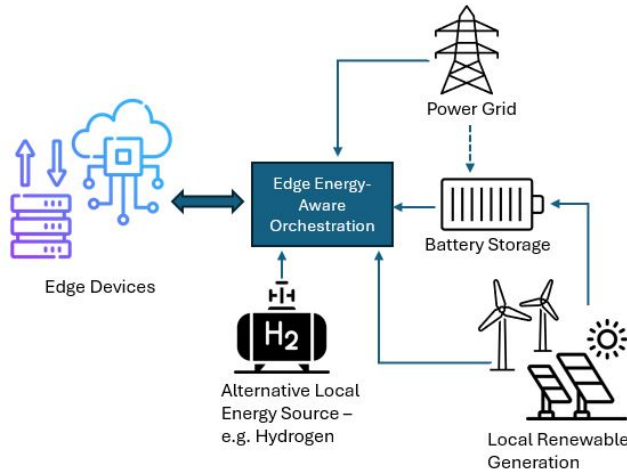 Power Grid
Edge Energy-
Aware
Orchestration
Battery Storage
Edge Devices
H2
Alternative Local
Energy Source –
e.g. Hydrogen
Local Renewable
Generation